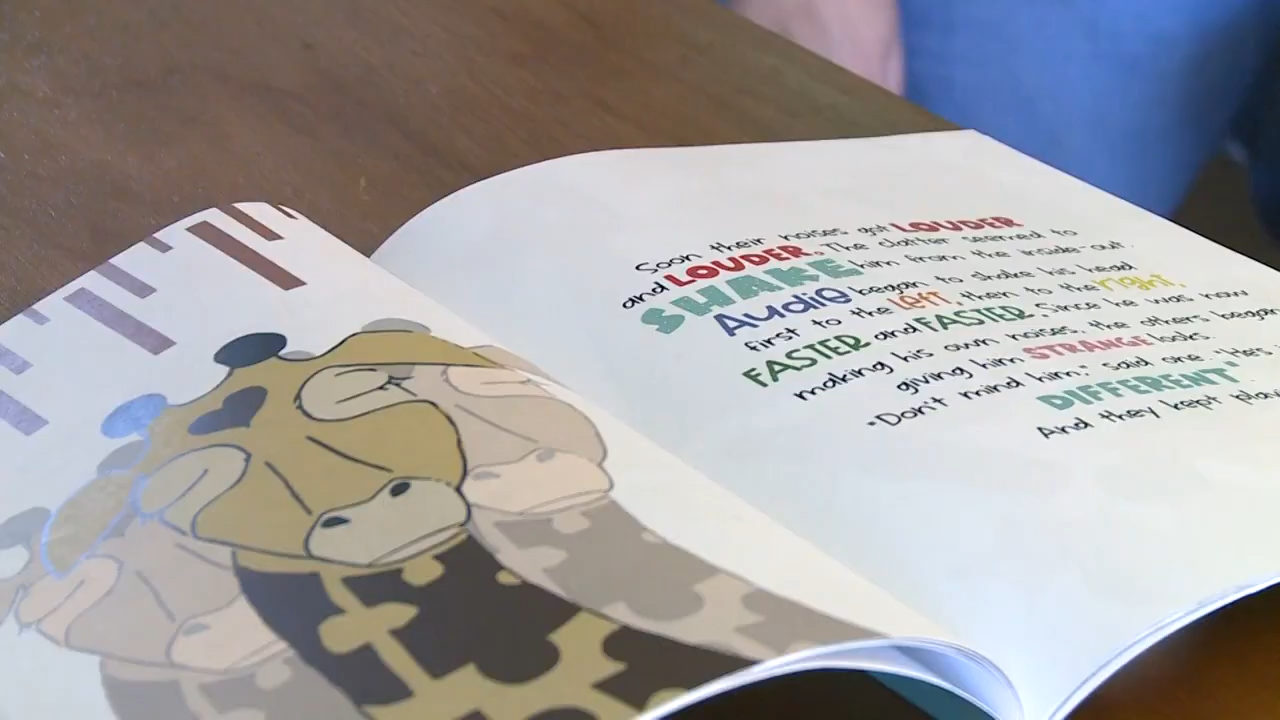 Soon their noises got LOUDER
and LOUDER. The clatter seemed to
SHAKE him from the inside-out.
Audie began to shake his head
first to the left, then to the right,
FASTER and FASTER. Since he was now
making his own noises, the others began
giving him STRANGE looks.
"Don't mind him," said one. "He's
DIFFERENT".
And they kept